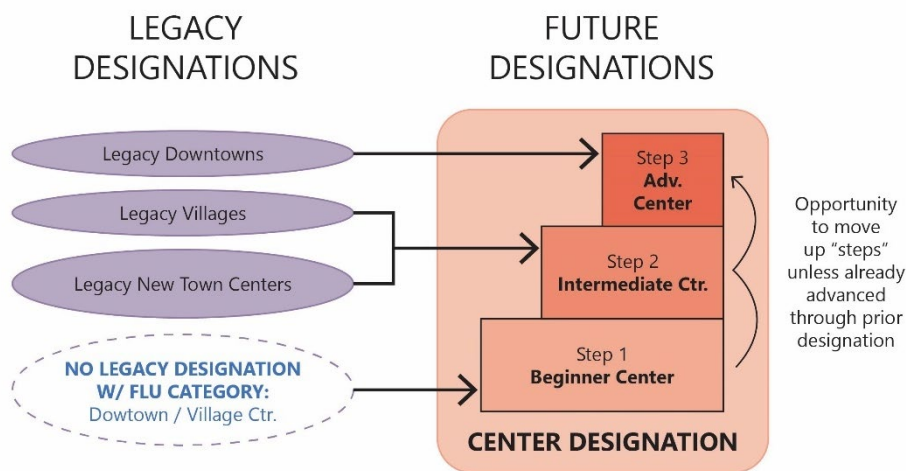 LEGACY
DESIGNATIONS
FUTURE
DESIGNATIONS
Legacy Downtowns
Legacy Villages
Legacy New Town Centers
NO LEGACY DESIGNATION
W/ FLU CATEGORY:
Dowtown / Village Ctr.
Step 3
Adv.
Center
Step 2
Intermediate Ctr.
Step 1
Beginner Center
CENTER DESIGNATION
Opportunity
to move
up “steps”
unless already
advanced
through prior
designation